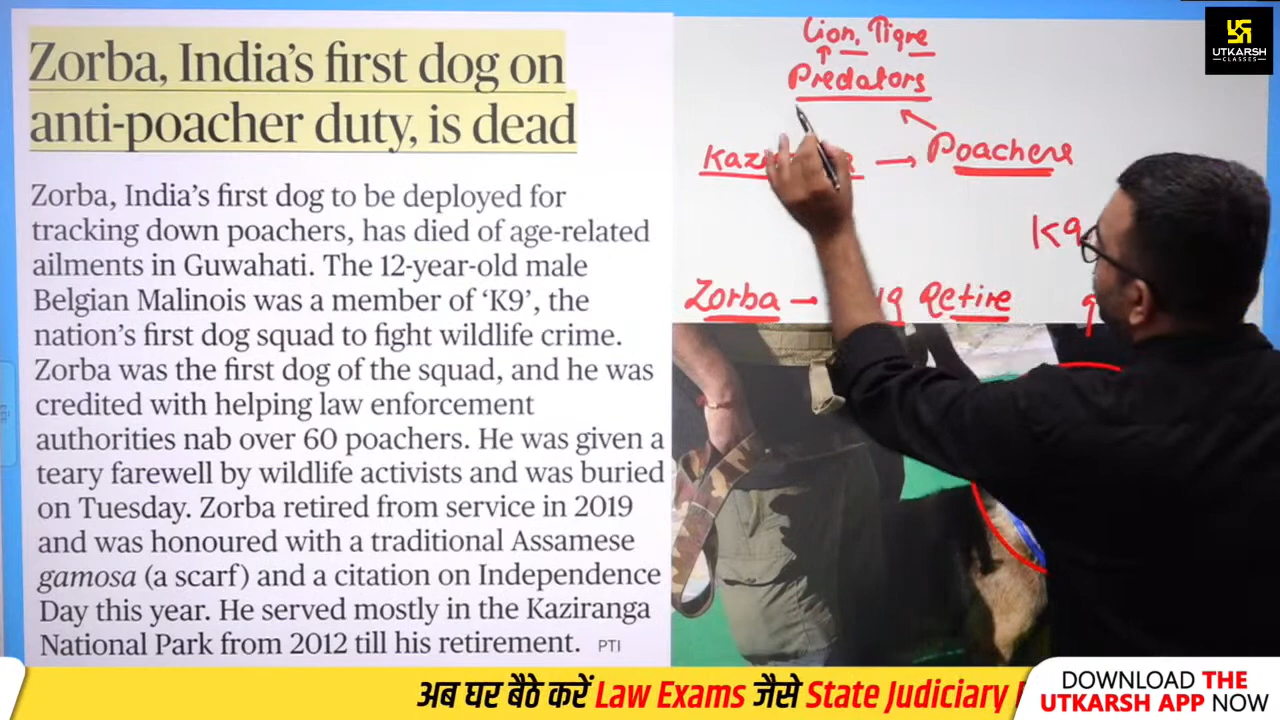 Zorba, India's first dog on
anti-poacher duty, is dead
Zorba, India's first dog to be deployed for
tracking down poachers, has died of age-related
ailments in Guwahati. The 12-year-old male
Belgian Malinois was a member of 'K9', the
nation's first dog squad to fight wildlife crime.
Zorba was the first dog of the squad, and he was
credited with helping law enforcement
authorities nab over 60 poachers. He was given a
teary farewell by wildlife activists and was buried
on Tuesday. Zorba retired from service in 2019
and was honoured with a traditional Assamese
gamosa (a scarf) and a citation on Independence
Day this year. He served mostly in the Kaziranga
National Park from 2012 till his retirement. PTI
Lion, Tigre
Predators
Poachers
K9
Zorba – 19 Retire
UTKARSH
CLASSES
अब घर बैठे करें Law Exams जैसे State Judiciary
DOWNLOAD THE
UTKARSH APP NOW